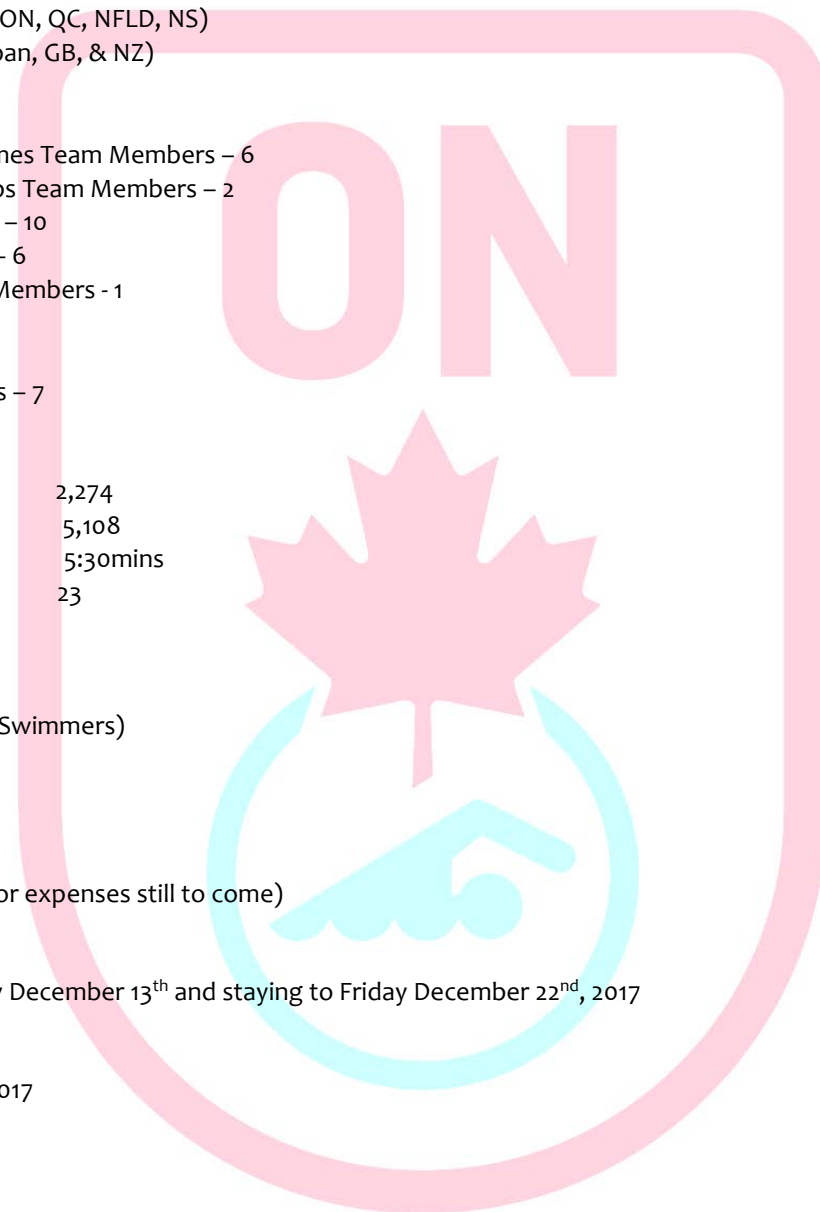 ON, QC, NFLD, NS)
an, GB, & NZ)
nes Team Members – 6
os Team Members – 2
– 10
- 6
Members - 1
ON
s – 7
2,274
5,108
5:30mins
23
Swimmers)
or expenses still to come)
December 13th and staying to Friday December 22nd, 2017
017